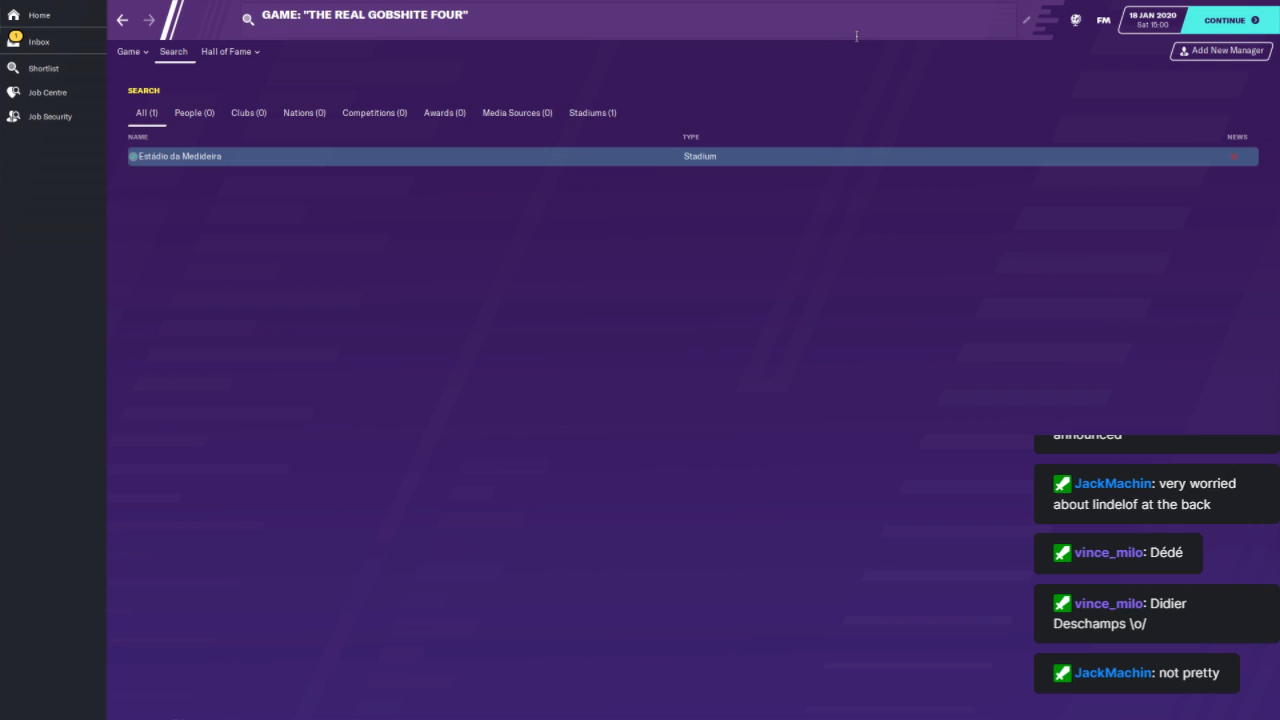 Home
1
Inbox
Shortlist
Job Centre
Job Security
GAME: "THE REAL GOBSHITE FOUR"
FM
18 JAN 2020
Sat 15:00
CONTINUE
Game
Search
Hall of Fame
Add New Manager
SEARCH
All (1)
People (0)
Clubs (0)
Nations (0)
Competitions (0)
Awards (0)
Media Sources (0)
Stadiums (1)
NAME
TYPE
NEWS
Estádio da Medideira
Stadium
announced
JackMachin: very worried
about lindelof at the back
vince_milo: Dédé
vince_milo: Didier
Deschamps \o/
JackMachin: not pretty